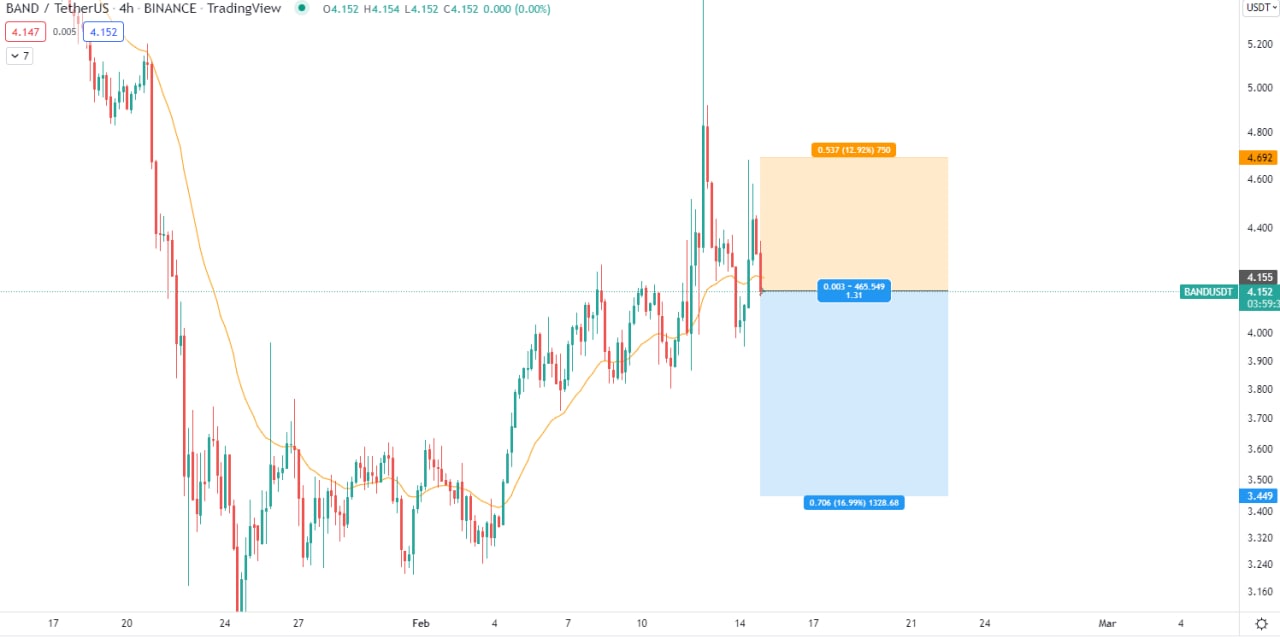 BAND / TetherUS · 4h · BINANCE · TradingView O4.152 H4.154 L4.152 C4.152 0.000 (0.00%)
USDT
4.147 0.005 4.152
7
5.200
5.000
4.800
0.537 (12.92%) 750
4.692
4.600
4.400
4.155
0.003 ~ 465.549
1.31
BANDUSDT 4.152
03:59:3
4.000
3.900
3.800
3.700
3.600
3.500
3.449
0.706 (16.99%) 1328.68
3.400
3.320
3.240
3.160
17 20 24 27 Feb 4 7 10 14 17 21 24 Mar 4